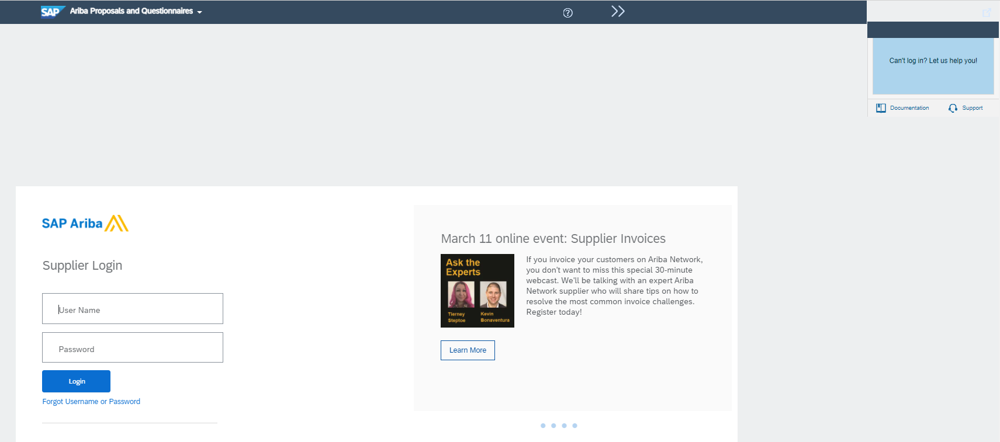 SAP Ariba Proposals and Questionnaires
?
Can't log in? Let us help you!
Documentation
Support
SAP Ariba
Supplier Login
User Name
Password
Login
Forgot Username or Password
March 11 online event: Supplier Invoices
Ask the
Experts
Tierney
Steptoe
Kevin
Bonaventura
If you invoice your customers on Ariba Network,
you don't want to miss this special 30-minute
webcast. We'll be talking with an expert Ariba
Network supplier who will share tips on how to
resolve the most common invoice challenges.
Register today!
Learn More